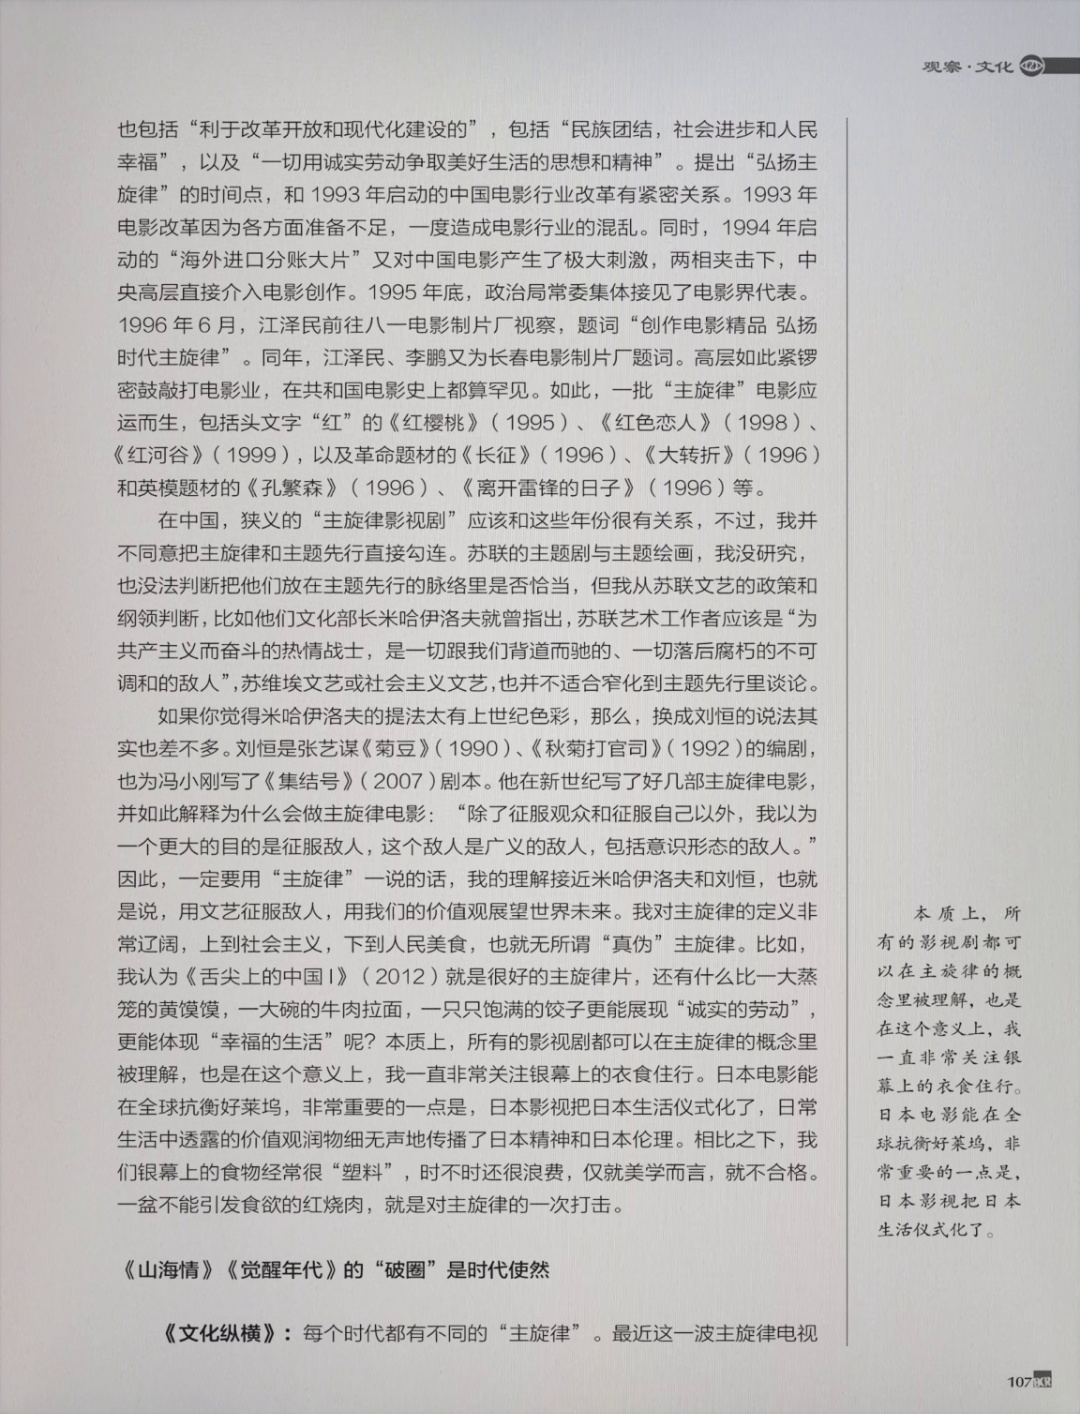 观察·文化
也包括“利于改革开放和现代化建设的”，包括“民族团结，社会进步和人民
幸福”，以及“一切用诚实劳动争取美好生活的思想和精神”。提出“弘扬主
旋律”的时间点，和 1993 年启动的中国电影行业改革有紧密关系。1993 年
电影改革因为各方面准备不足，一度造成电影行业的混乱。同时，1994 年启
动的“海外进口分账大片”又对中国电影产生了极大刺激，两相夹击下，中
央高层直接介入电影创作。1995 年底，政治局常委集体接见了电影界代表。
1996 年 6 月，江泽民前往八一电影制片厂视察，题词“创作电影精品 弘扬
时代主旋律”。同年，江泽民、李鹏又为长春电影制片厂题词。高层如此紧锣
密鼓敲打电影业，在共和国电影史上都算罕见。如此，一批“主旋律”电影应
运而生，包括头文字“红”的《红樱桃》（1995）、《红色恋人》（1998）、
《红河谷》（1999），以及革命题材的《长征》（1996）、《大转折》（1996）
和英模题材的《孔繁森》（1996）、《离开雷锋的日子》（1996）等。
在中国，狭义的“主旋律影视剧”应该和这些年份很有关系，不过，我并
不同意把主旋律和主题先行直接勾连。苏联的主题剧与主题绘画，我没研究，
也没法判断把他们放在主题先行的脉络里是否恰当，但我从苏联文艺的政策和
纲领判断，比如他们文化部长米哈伊洛夫就曾指出，苏联艺术工作者应该是“为
共产主义而奋斗的热情战士，是一切跟我们背道而驰的、一切落后腐朽的不可
调和的敌人”，苏维埃文艺或社会主义文艺，也并不适合窄化到主题先行里谈论。
如果你觉得米哈伊洛夫的提法太有上世纪色彩，那么，换成刘恒的说法其
实也差不多。刘恒是张艺谋《菊豆》（1990）、《秋菊打官司》（1992）的编剧，
也为冯小刚写了《集结号》（2007）剧本。他在新世纪写了好几部主旋律电影，
并如此解释为什么会做主旋律电影：“除了征服观众和征服自己以外，我以为
一个更大的目的是征服敌人，这个敌人是广义的敌人，包括意识形态的敌人。”
因此，一定要用“主旋律”一说的话，我的理解接近米哈伊洛夫和刘恒，也就
是说，用文艺征服敌人，用我们的价值观展望世界未来。我对主旋律的定义非
常辽阔，上到社会主义，下到人民美食，也就无所谓“真伪”主旋律。比如，
我认为《舌尖上的中国Ⅰ》（2012）就是很好的主旋律片，还有什么比一大蒸
笼的黄馍馍，一大碗的牛肉拉面，一只只饱满的饺子更能展现“诚实的劳动”，
更能体现“幸福的生活”呢？本质上，所有的影视剧都可以在主旋律的概念里
被理解，也是在这个意义上，我一直非常关注银幕上的衣食住行。日本电影能
在全球抗衡好莱坞，非常重要的一点是，日本影视把日本生活仪式化了，日常
生活中透露的价值观润物细无声地传播了日本精神和日本伦理。相比之下，我
们银幕上的食物经常很“塑料”，时不时还很浪费，仅就美学而言，就不合格。
一盆不能引发食欲的红烧肉，就是对主旋律的一次打击。
《山海情》《觉醒年代》的“破圈”是时代使然
《文化纵横》：每个时代都有不同的“主旋律”。最近这一波主旋律电视
本质上，所
有的影视剧都可
以在主旋律的概
念里被理解，也是
在这个意义上，我
一直非常关注银
幕上的衣食住行。
日本电影能在全
球抗衡好莱坞，非
常重要的一点是，
日本影视把日本
生活仪式化了。
107